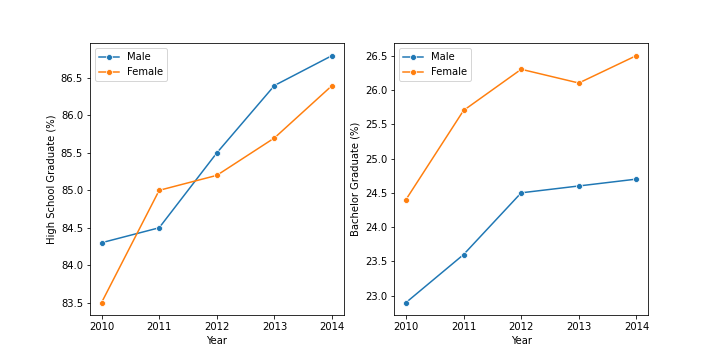 Male
Female
High School Graduate (%)
86.5
86.0
85.5
85.0
84.5
84.0
83.5
2010 2011 2012 2013 2014
Year
Male
Female
Bachelor Graduate (%)
26.5
26.0
25.5
25.0
24.5
24.0
23.5
23.0
2010 2011 2012 2013 2014
Year